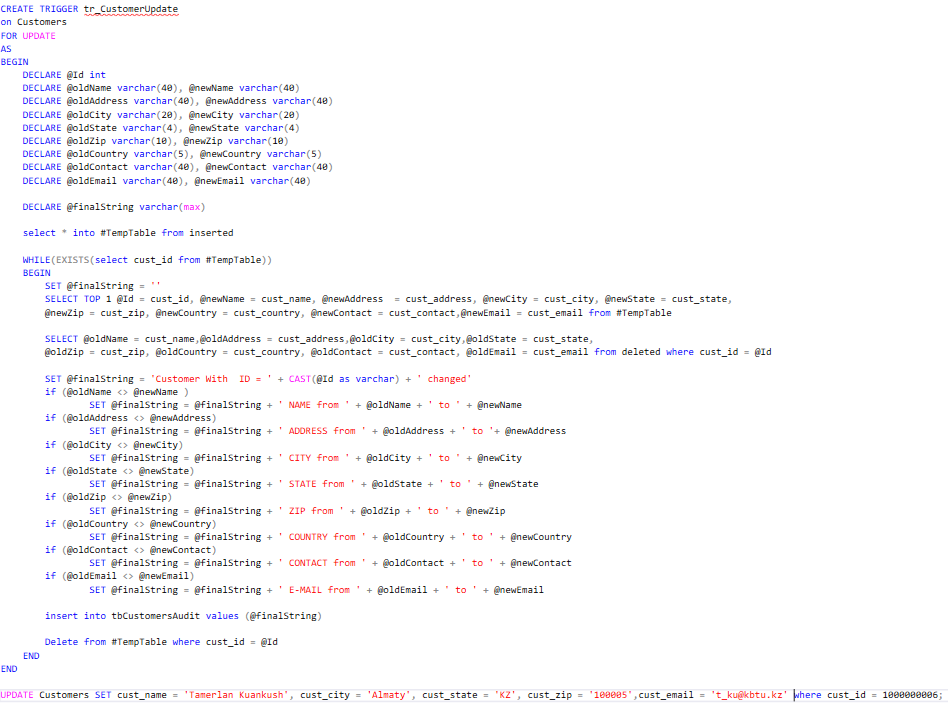 CREATE TRIGGER tr_CustomerUpdate
on Customers
FOR UPDATE
AS
BEGIN
DECLARE @Id int
DECLARE @oldName varchar(40), @newName varchar(40)
DECLARE @oldAddress varchar(40), @newAddress varchar(40)
DECLARE @oldCity varchar(20), @newCity varchar(20)
DECLARE @oldState varchar(4), @newState varchar(4)
DECLARE @oldZip varchar(10), @newZip varchar(10)
DECLARE @oldCountry varchar(5), @newCountry varchar(5)
DECLARE @oldContact varchar(40), @newContact varchar(40)
DECLARE @oldEmail varchar(40), @newEmail varchar(40)
DECLARE @finalString varchar(max)
select * into #TempTable from inserted
WHILE(EXISTS(select cust_id from #TempTable))
BEGIN
SET @finalString = ''
SELECT TOP 1 @Id = cust_id, @newName = cust_name, @newAddress  = cust_address, @newCity = cust_city, @newState = cust_state,
@newZip = cust_zip, @newCountry = cust_country, @newContact = cust_contact,@newEmail = cust_email from #TempTable
SELECT @oldName = cust_name,@oldAddress = cust_address,@oldCity = cust_city,@oldState = cust_state,
@oldZip = cust_zip, @oldCountry = cust_country, @oldContact = cust_contact, @oldEmail = cust_email from deleted where cust_id = @Id
SET @finalString = 'Customer With  ID = ' + CAST(@Id as varchar) + ' changed'
if (@oldName <> @newName )
SET @finalString = @finalString + ' NAME from ' + @oldName + ' to ' + @newName
if (@oldAddress <> @newAddress)
SET @finalString = @finalString + ' ADDRESS from ' + @oldAddress + ' to '+ @newAddress
if (@oldCity <> @newCity)
SET @finalString = @finalString + ' CITY from ' + @oldCity + ' to ' + @newCity
if (@oldState <> @newState)
SET @finalString = @finalString + ' STATE from ' + @oldState + ' to ' + @newState
if (@oldZip <> @newZip)
SET @finalString = @finalString + ' ZIP from ' + @oldZip + ' to ' + @newZip
if (@oldCountry <> @newCountry)
SET @finalString = @finalString + ' COUNTRY from ' + @oldCountry + ' to ' + @newCountry
if (@oldContact <> @newContact)
SET @finalString = @finalString + ' CONTACT from ' + @oldContact + ' to ' + @newContact
if (@oldEmail <> @newEmail)
SET @finalString = @finalString + ' E-MAIL from ' + @oldEmail + ' to ' + @newEmail
insert into tbCustomersAudit values (@finalString)
Delete from #TempTable where cust_id = @Id
END
END
UPDATE Customers SET cust_name = 'Tamerlan Kuankush', cust_city = 'Almaty', cust_state = 'KZ', cust_zip = '100005',cust_email = 't_ku@kbtu.kz' where cust_id = 1000000006;